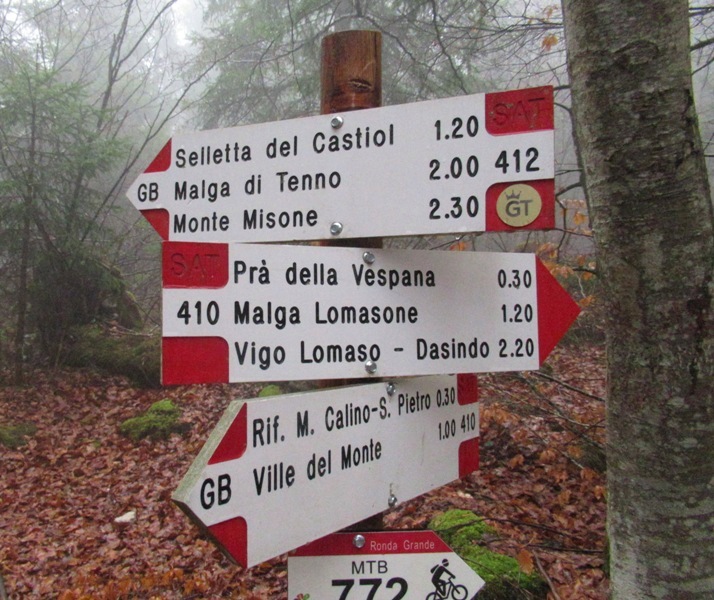 SAT
Selletta del Castiol 1.20
GB Malga di Tenno 2.00 412
Monte Misone 2.30
GT
SAT
Prà della Vespana 0.30
410 Malga Lomasone 1.20
Vigo Lomaso - Dasindo 2.20
Rif. M. Calino-S. Pietro 0.30
GB Ville del Monte 1.00 410
Ronda Grande
MTB
772